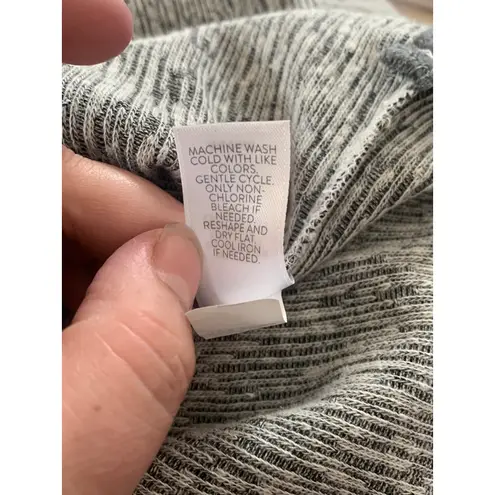 MACHINE WASH
COLD WITH LIKE
COLORS.
GENTLE CYCLE.
ONLY NON-
CHLORINE
BLEACH IF
NEEDED.
RESHAPE AND
DRY FLAT.
COOL IRON
IF NEEDED.